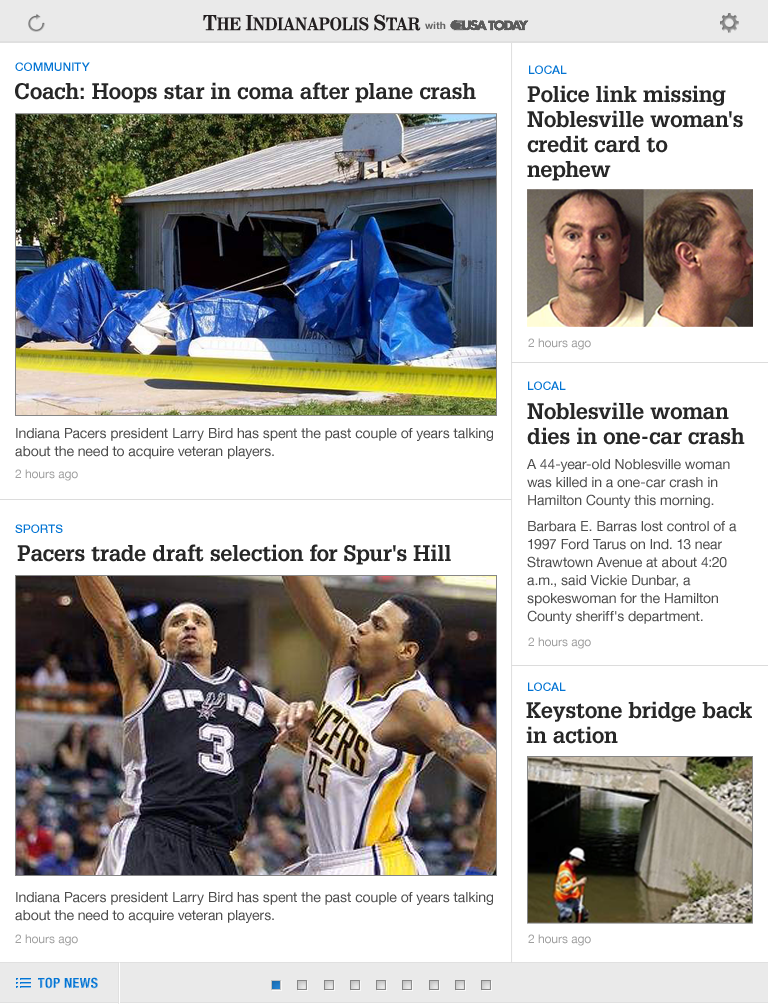 THE INDIANAPOLIS STAR with USA TODAY
COMMUNITY
Coach: Hoops star in coma after plane crash
Indiana Pacers president Larry Bird has spent the past couple of years talking
about the need to acquire veteran players.
2 hours ago
SPORTS
Pacers trade draft selection for Spur's Hill
SPURS
3
PACERS
25
Indiana Pacers president Larry Bird has spent the past couple of years talking
about the need to acquire veteran players.
2 hours ago
LOCAL
Police link missing
Noblesville woman's
credit card to
nephew
2 hours ago
LOCAL
Noblesville woman
dies in one-car crash
A 44-year-old Noblesville woman
was killed in a one-car crash in
Hamilton County this morning.
Barbara E. Barras lost control of a
1997 Ford Tarus on Ind. 13 near
Strawtown Avenue at about 4:20
a.m., said Vickie Dunbar, a
spokeswoman for the Hamilton
County sheriff's department.
2 hours ago
LOCAL
Keystone bridge back
in action
2 hours ago
TOP NEWS